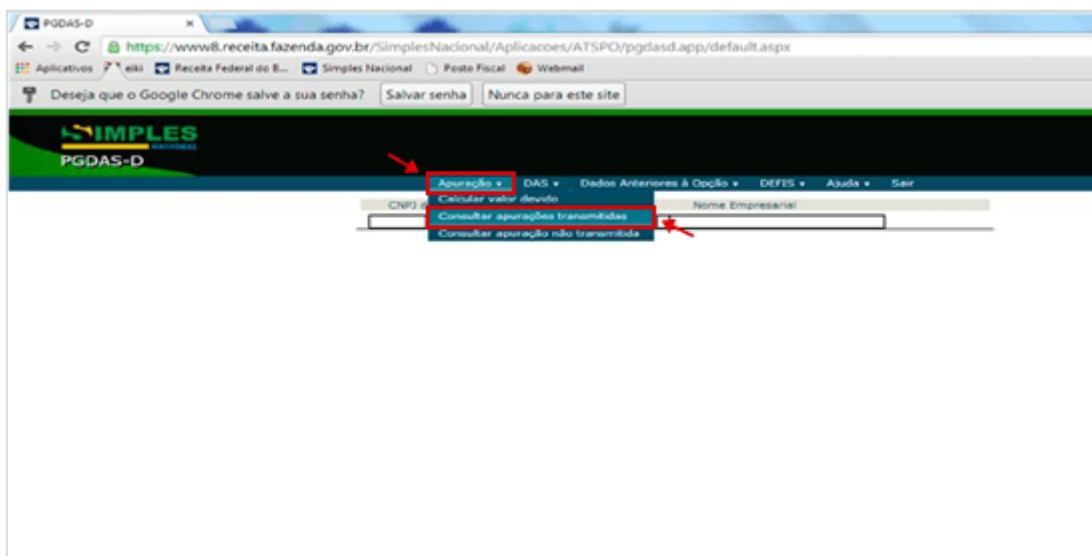 PGDAS-D
https://www8.receita.fazenda.gov.br/SimplesNacional/Aplicacoes/ATSPO/pgdasd.app/default.aspx
Aplicativos eiki Receita Federal do B... Simples Nacional Posto Fiscal Webmail
Deseja que o Google Chrome salve a sua senha? Salvar senha Nunca para este site
SIMPLES
NACIONAL
PGDAS-D
Apuração DAS Dados Anteriores à Opção DEFIS Ajuda Sair
Calcular valor devido
CNPJ Nome Empresarial
Consultar apurações transmitidas
Consultar apuração não transmitida